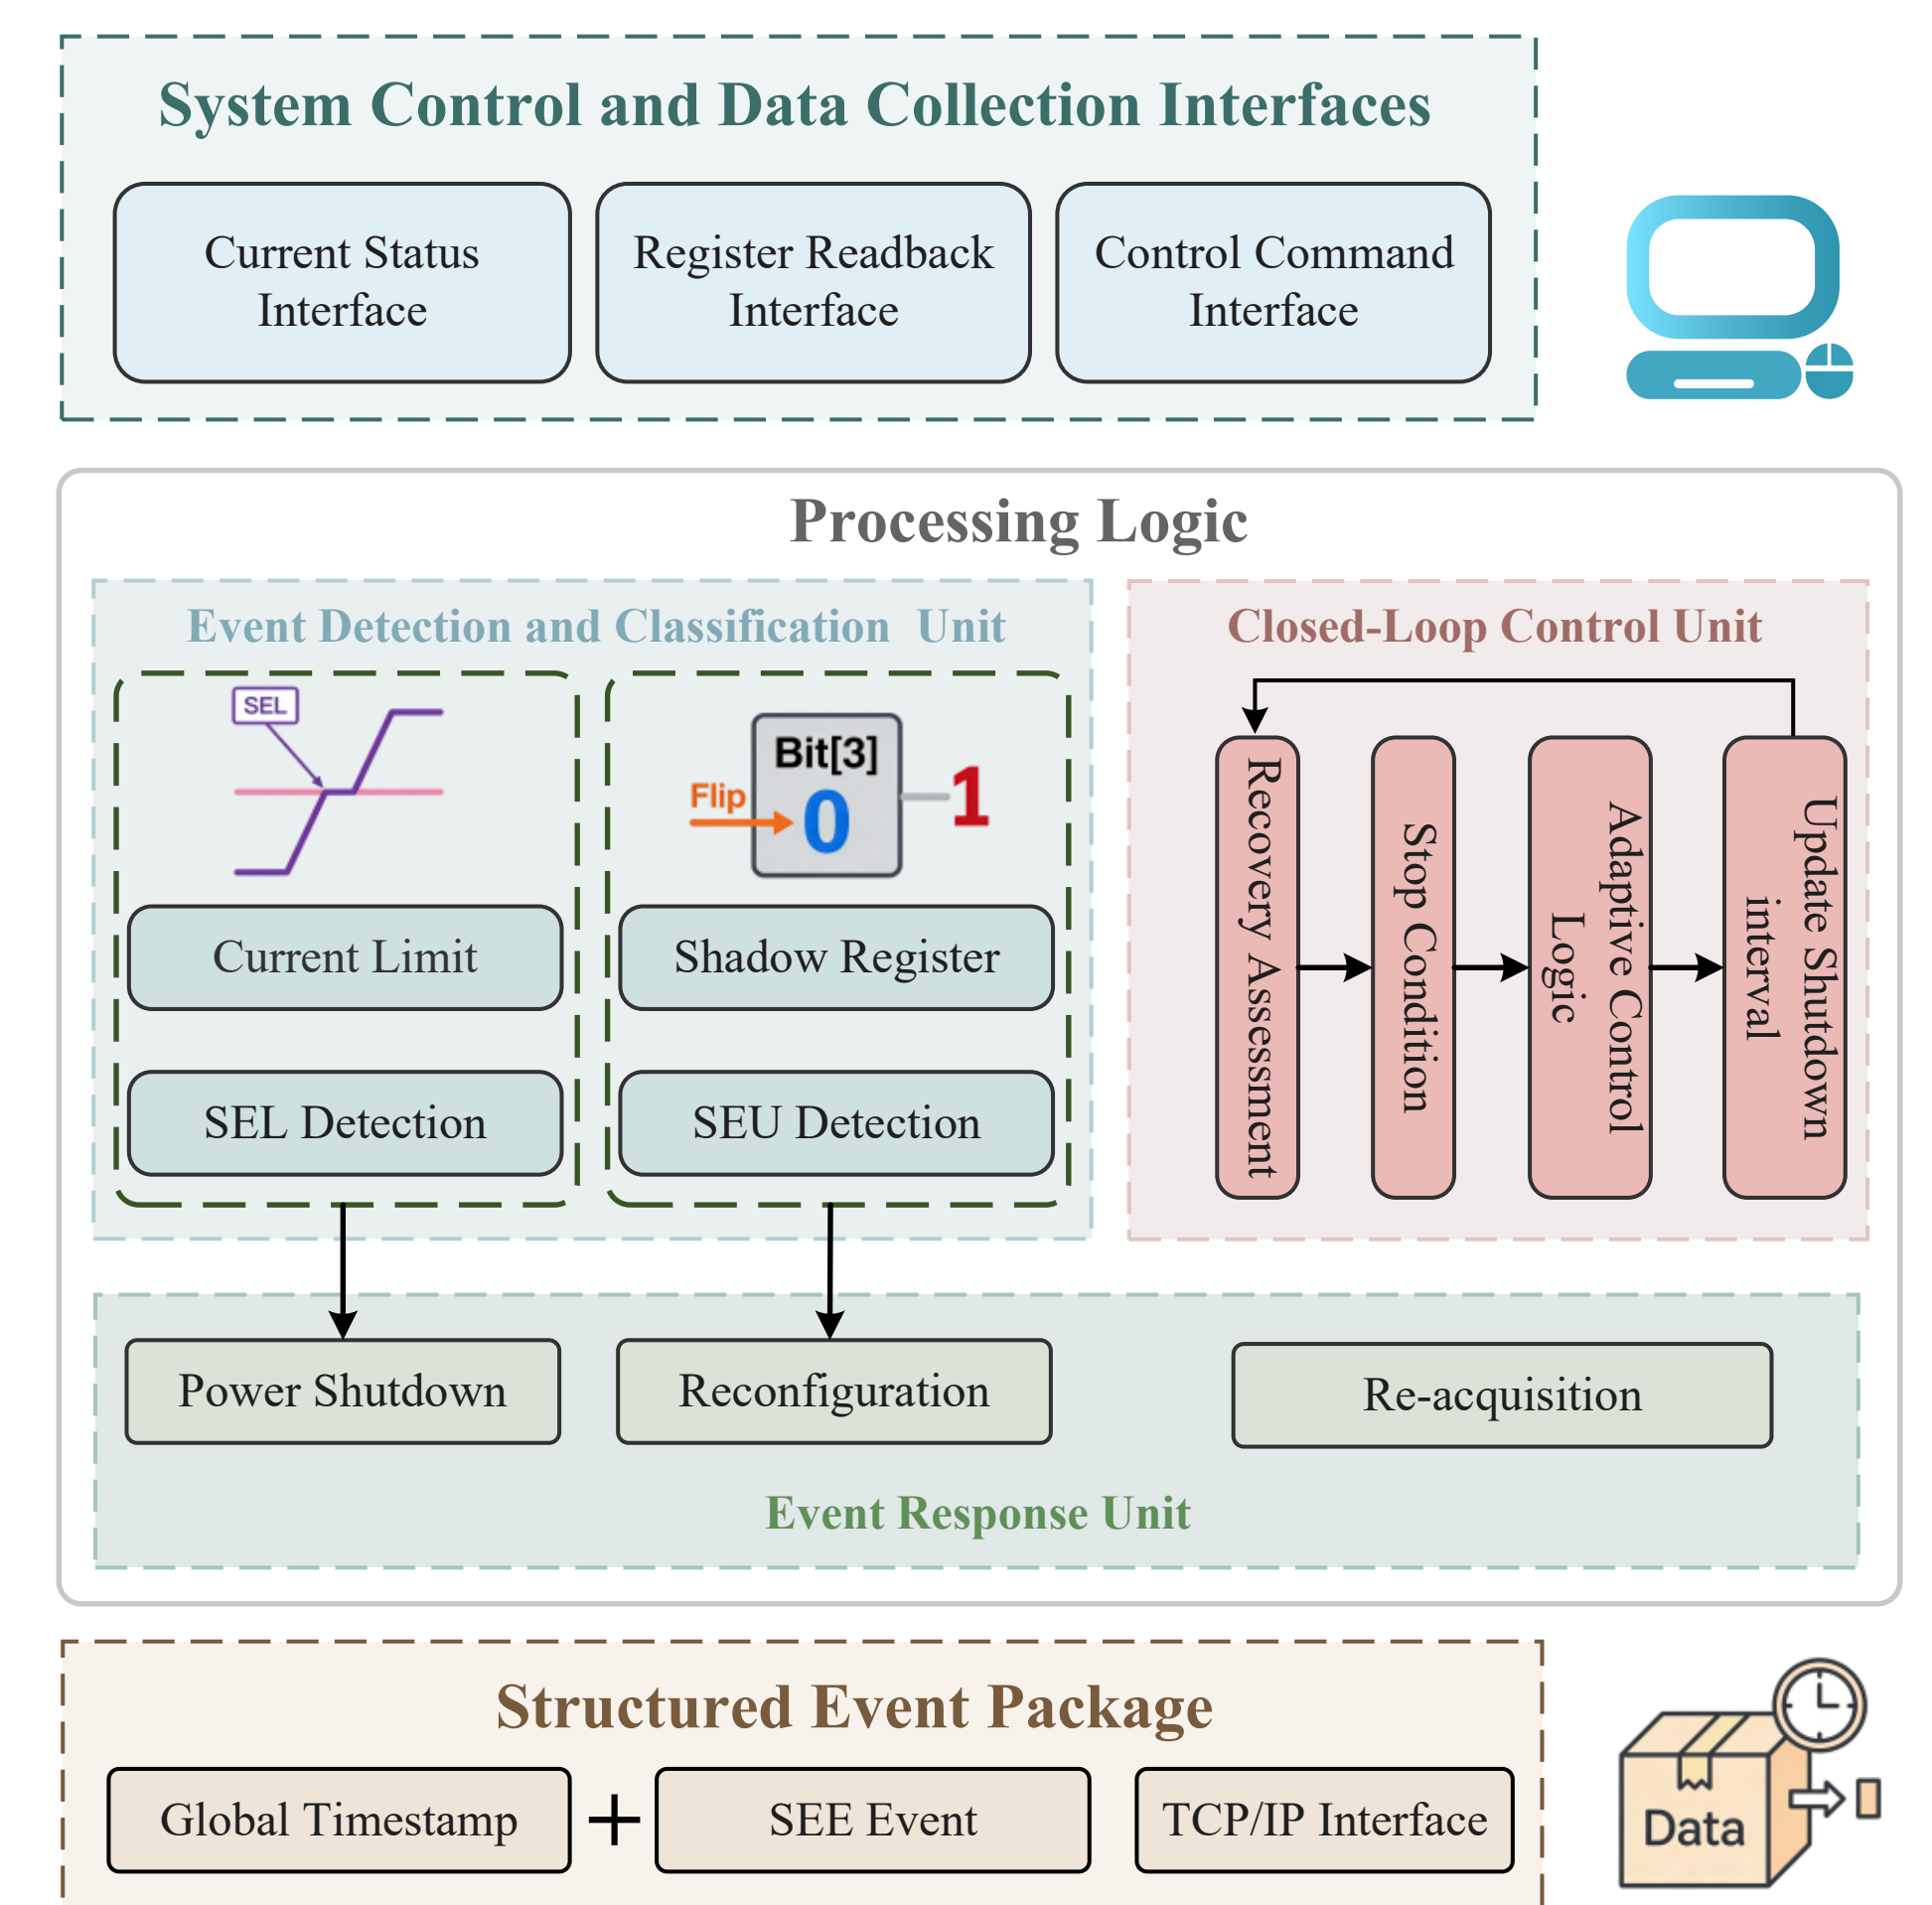 System Control and Data Collection Interfaces
Current Status
Interface
Register Readback
Interface
Control Command
Interface
Processing Logic
Event Detection and Classification  Unit
SEL
Bit[3]
Flip
0
1
Current Limit
Shadow Register
SEL Detection
SEU Detection
Closed-Loop Control Unit
Recovery Assessment
Stop Condition
Adaptive Control
Logic
Update Shutdown
interval
Power Shutdown
Reconfiguration
Re-acquisition
Event Response Unit
Structured Event Package
Global Timestamp
+
SEE Event
TCP/IP Interface
Data